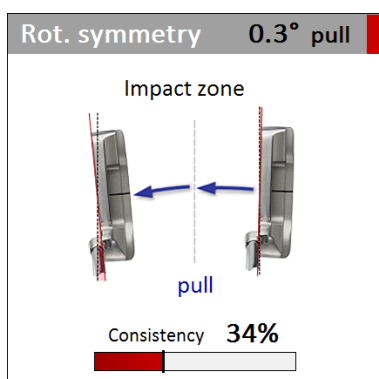 Rot. symmetry 0.3° pull
Impact zone
pull
Consistency 34%